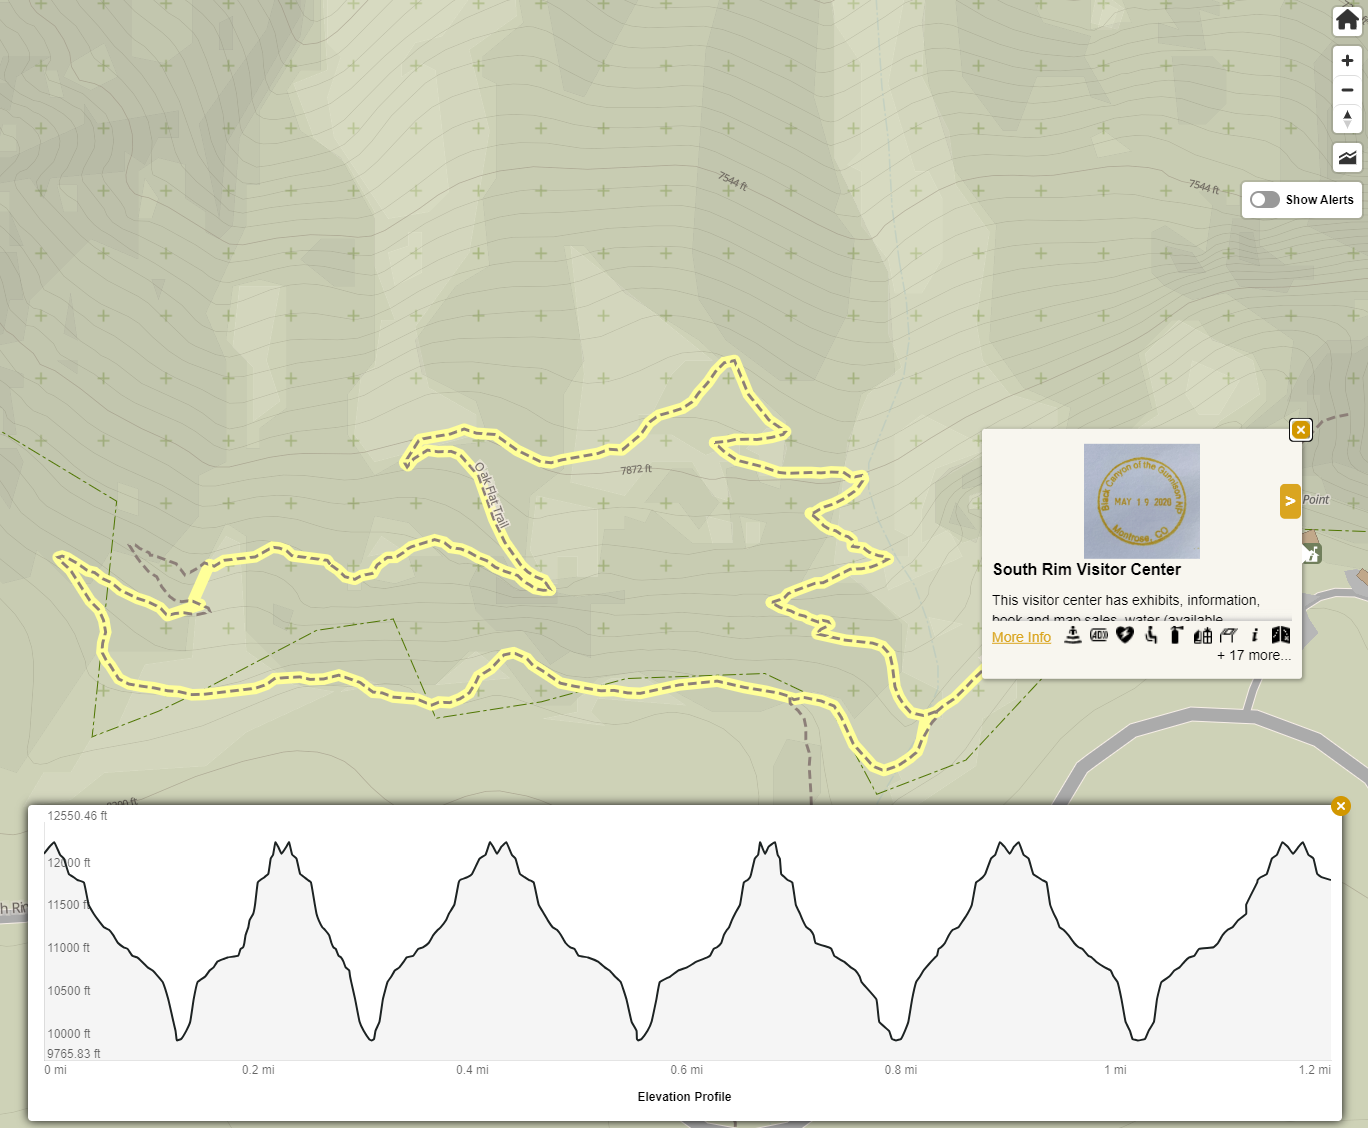 7544 ft
7544 ft
Show Alerts
Oak Flat Trail
7872 ft
Point
Black Canyon of the Gunnison NP
MAY 19 2020
Montrose, CO
>
South Rim Visitor Center
This visitor center has exhibits, information,
book and map sales, water (available
More Info
+ 17 more...
12550.46 ft
12000 ft
11500 ft
11000 ft
10500 ft
10000 ft
9765.83 ft
0 mi
0.2 mi
0.4 mi
0.6 mi
0.8 mi
1 mi
1.2 mi
Elevation Profile